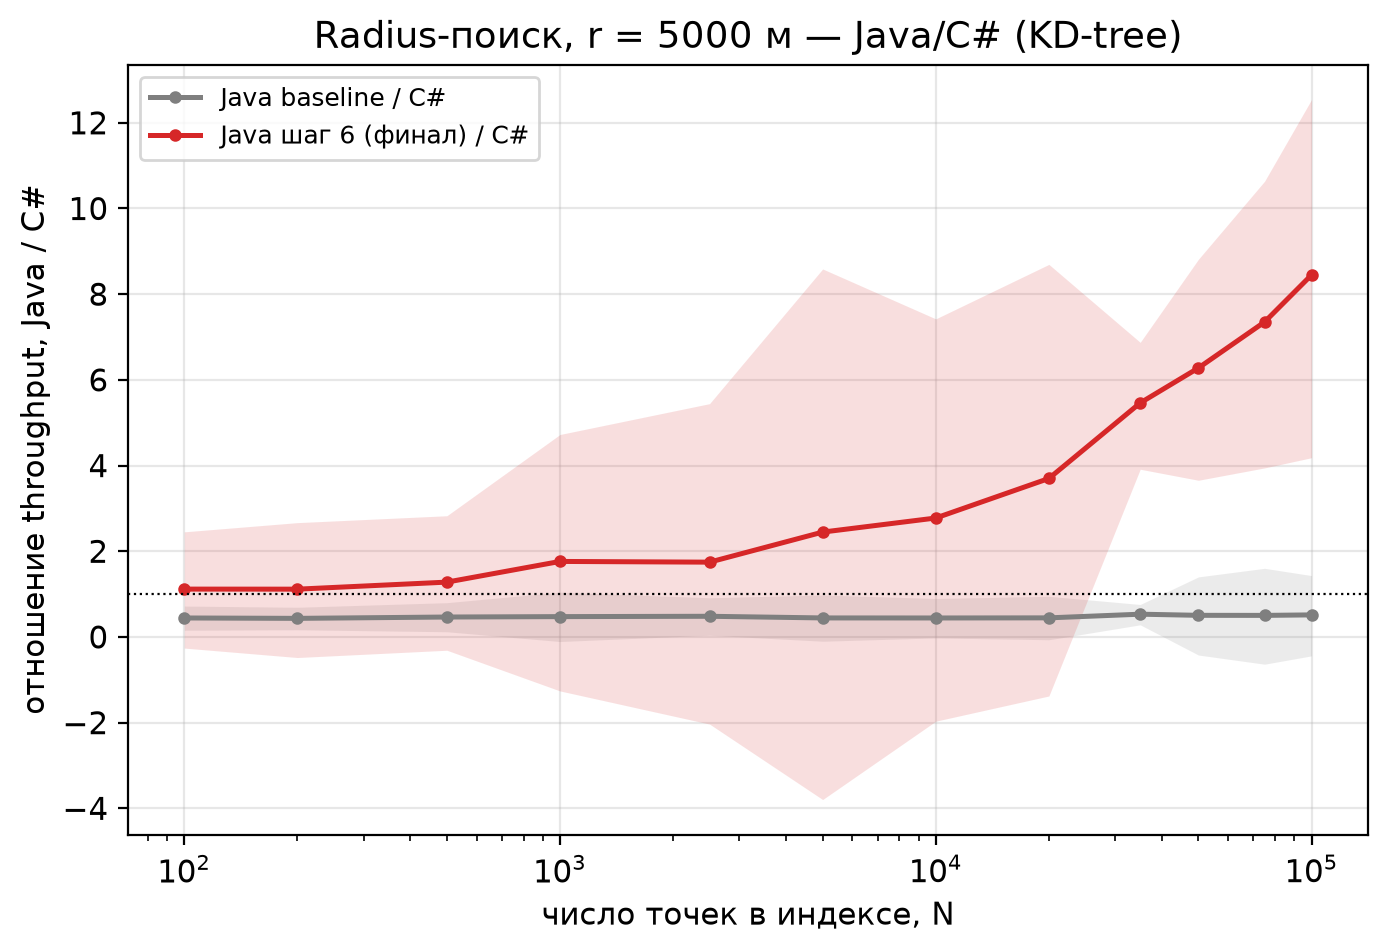 Radius-поиск, r = 5000 м — Java/C# (KD-tree)
Java baseline / C#
Java шаг 6 (финал) / C#
отношение throughput, Java / C#
12
10
8
6
4
2
0
−2
−4
10²
10³
10⁴
10⁵
число точек в индексе, N